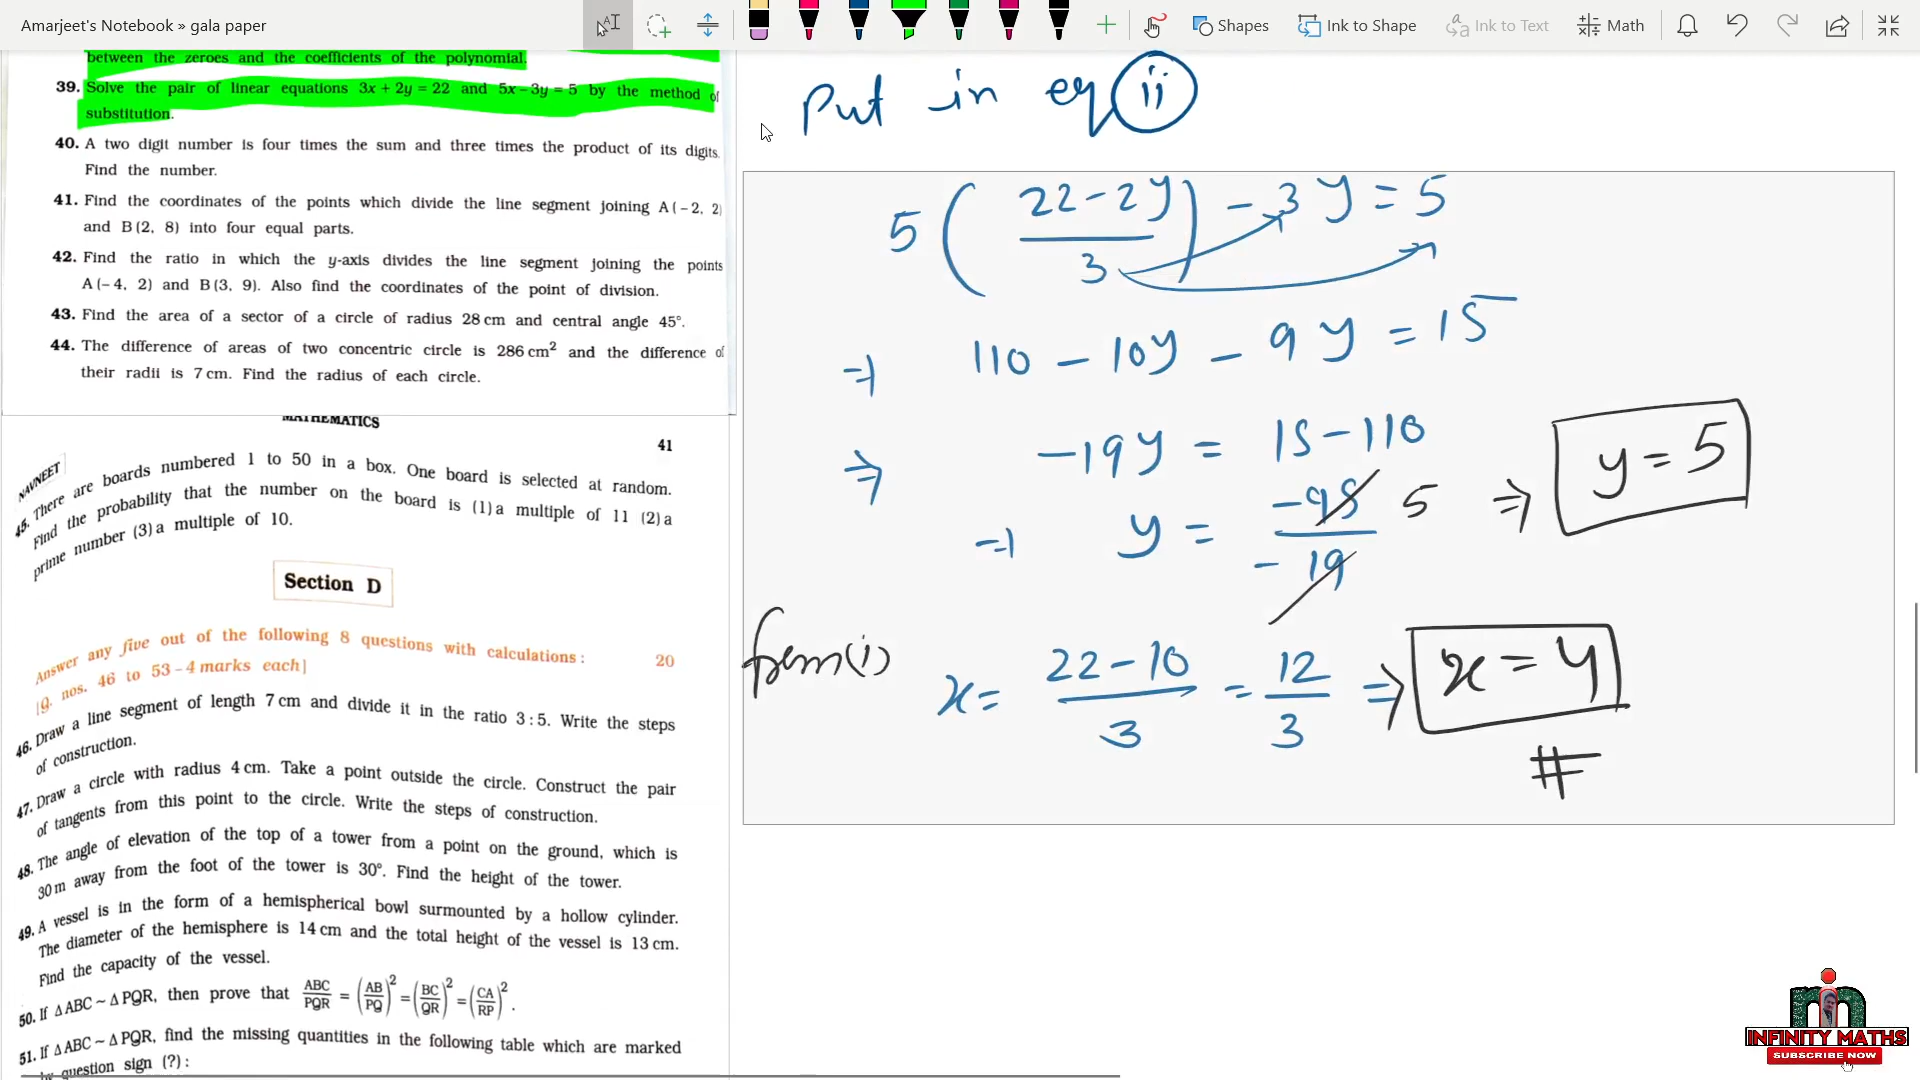 Amarjeet's Notebook » gala paper
Shapes
Ink to Shape
Ink to Text
Math
between the zeroes and the coefficients of the polynomial.
39. Solve the pair of linear equations 3x + 2y = 22 and 5x – 3y = 5 by the method of
substitution.
40. A two digit number is four times the sum and three times the product of its digits.
Find the number.
41. Find the coordinates of the points which divide the line segment joining A(– 2, 2)
and B(2, 8) into four equal parts.
42. Find the ratio in which the y-axis divides the line segment joining the points
A(– 4, 2) and B(3, 9). Also find the coordinates of the point of division.
43. Find the area of a sector of a circle of radius 28 cm and central angle 45°.
44. The difference of areas of two concentric circle is 286 cm² and the difference of
their radii is 7 cm. Find the radius of each circle.
MATHEMATICS
41
NAVNEET
45. There are boards numbered 1 to 50 in a box. One board is selected at random.
Find the probability that the number on the board is (1) a multiple of 11 (2) a
prime number (3) a multiple of 10.
Section D
Answer any five out of the following 8 questions with calculations : 20
[Q. nos. 46 to 53 – 4 marks each]
46. Draw a line segment of length 7 cm and divide it in the ratio 3 : 5. Write the steps
of construction.
47. Draw a circle with radius 4 cm. Take a point outside the circle. Construct the pair
of tangents from this point to the circle. Write the steps of construction.
48. The angle of elevation of the top of a tower from a point on the ground, which is
30 m away from the foot of the tower is 30°. Find the height of the tower.
49. A vessel is in the form of a hemispherical bowl surmounted by a hollow cylinder.
The diameter of the hemisphere is 14 cm and the total height of the vessel is 13 cm.
Find the capacity of the vessel.
50. If Δ ABC ~ Δ PQR, then prove that ABC/PQR = (AB/PQ)² = (BC/QR)² = (CA/RP)².
51. If Δ ABC ~ Δ PQR, find the missing quantities in the following table which are marked
by question sign (?) :
Put in eq (ii)
5 ( (22 – 2y)/3 ) – 3y = 5
⇒ 110 – 10y – 9y = 15
⇒ –19y = 15 – 110
⇒ y = –95/–19 5 ⇒ y = 5
from (i)
x = (22 – 10)/3 = 12/3 ⇒ x = 4
#
INFINITY MATHS
SUBSCRIBE NOW